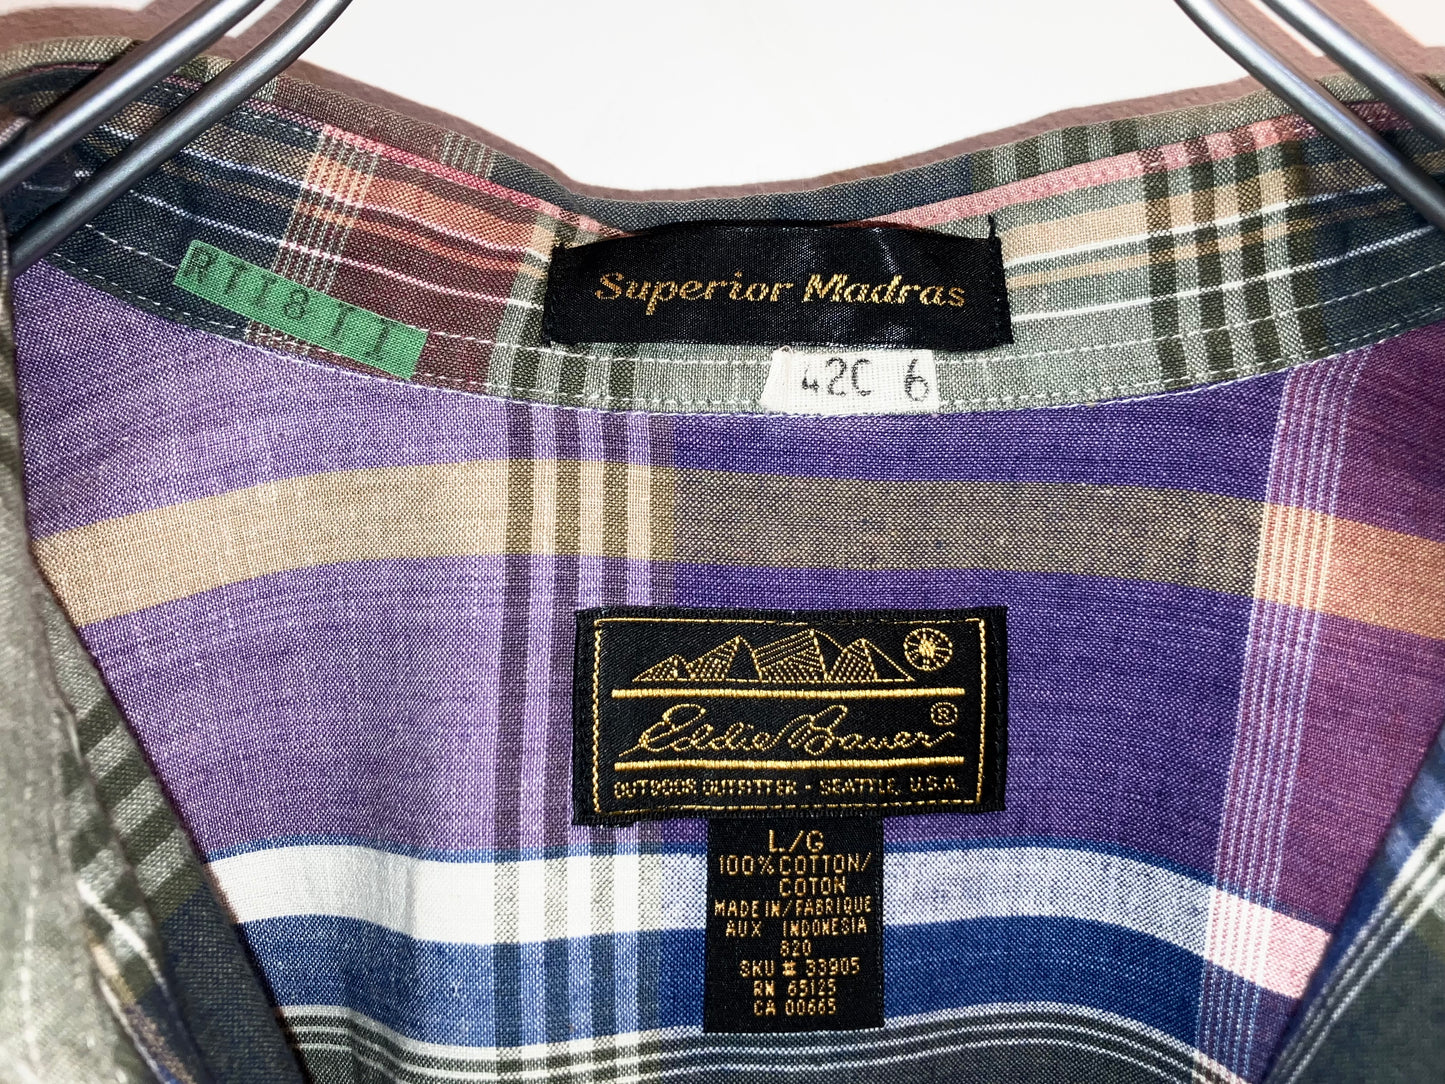 RTI8TI
Superior Madras
42C 6
Eddie Bauer®
OUTDOOR OUTFITTER - SEATTLE, U.S.A
L/G
100% COTTON/
COTON
MADE IN/FABRIQUE
AUX INDONESIA
820
SKU # 33905
RN 65125
CA 00665